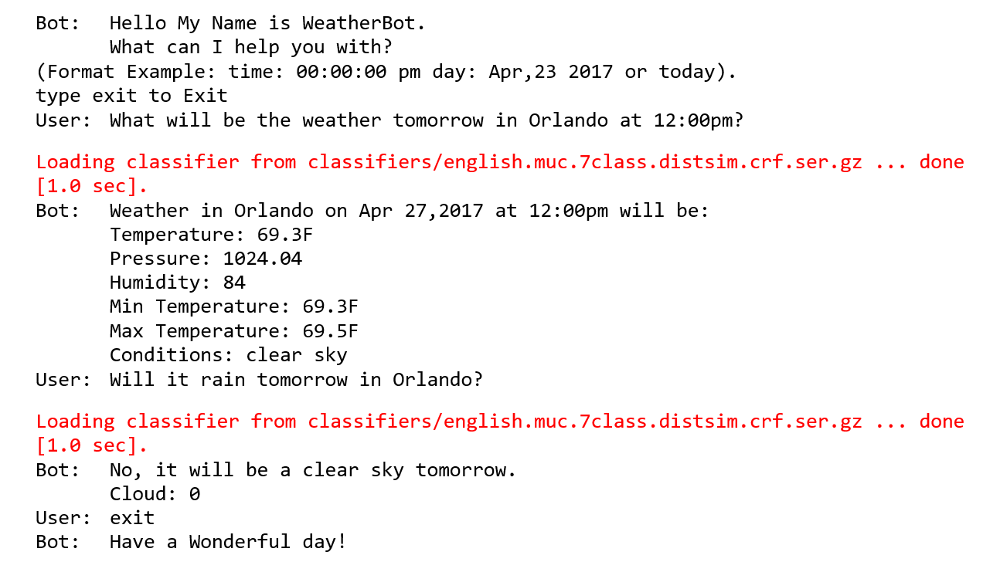 Bot: Hello My Name is WeatherBot.
What can I help you with?
(Format Example: time: 00:00:00 pm day: Apr,23 2017 or today).
type exit to Exit
User: What will be the weather tomorrow in Orlando at 12:00pm?
Loading classifier from classifiers/english.muc.7class.distsim.crf.ser.gz ... done
[1.0 sec].
Bot: Weather in Orlando on Apr 27,2017 at 12:00pm will be:
Temperature: 69.3F
Pressure: 1024.04
Humidity: 84
Min Temperature: 69.3F
Max Temperature: 69.5F
Conditions: clear sky
User: Will it rain tomorrow in Orlando?
Loading classifier from classifiers/english.muc.7class.distsim.crf.ser.gz ... done
[1.0 sec].
Bot: No, it will be a clear sky tomorrow.
Cloud: 0
User: exit
Bot: Have a Wonderful day!